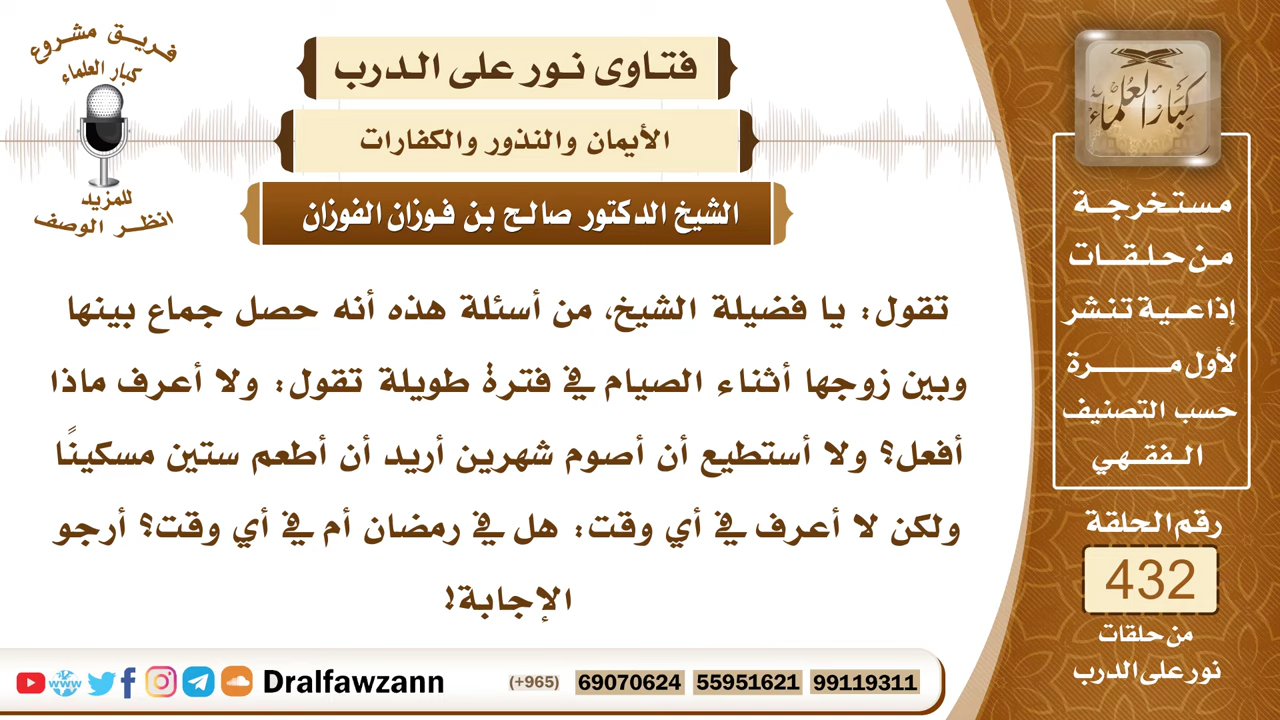 فريق مشروع
كبار العلماء
للمزيد
انظر الوصف
فتاوى نور على الدرب
الأيمان والنذور والكفارات
الشيخ الدكتور صالح بن فوزان الفوزان
تقول: يا فضيلة الشيخ، من أسئلة هذه أنه حصل جماع بينها
وبين زوجها أثناء الصيام في فترة طويلة تقول: ولا أعرف ماذا
أفعل؟ ولا أستطيع أن أصوم شهرين أريد أن أطعم ستين مسكينًا
ولكن لا أعرف في أي وقت: هل في رمضان أم في أي وقت؟ أرجو
الإجابة!
كبار العلماء
مستخرجة
من حلقات
إذاعية تنشر
لأول مرة
حسب التصنيف
الفقهي
رقم الحلقة
432
من حلقات
نور على الدرب
www
Dralfawzann (+965) 69070624 55951621 99119311